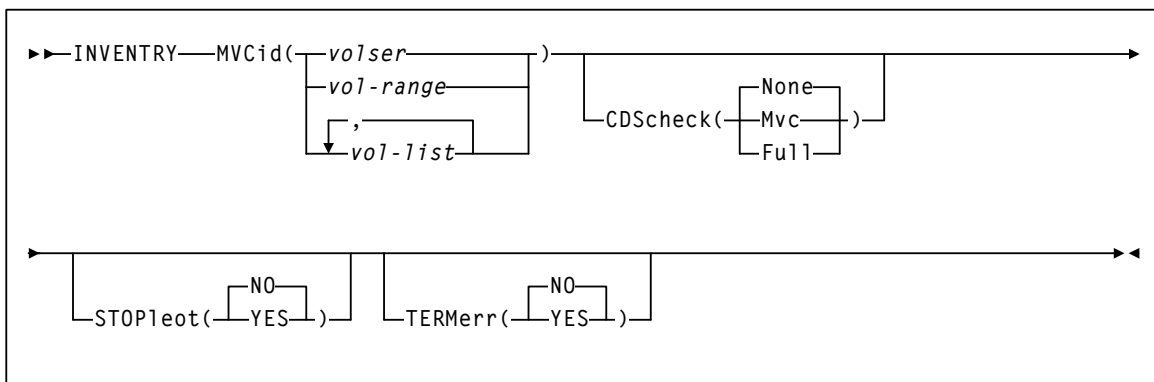 INVENTRY MVCid( volser )
vol-range
,
vol-list
None
CDScheck( Mvc )
Full
NO
STOPleot( YES )
NO
TERMerr( YES )